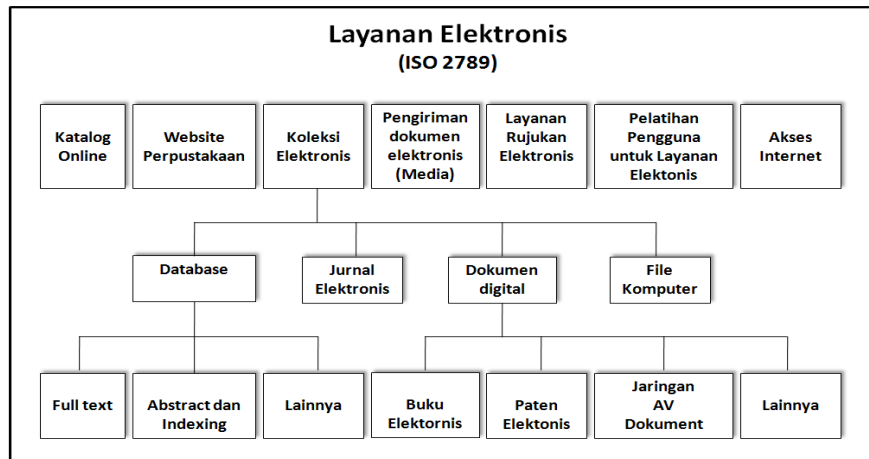 Layanan Elektronis
(ISO 2789)
Katalog
Online
Website
Perpustakaan
Koleksi
Elektronis
Pengiriman
dokumen
elektronis
(Media)
Layanan
Rujukan
Elektronis
Pelatihan
Pengguna
untuk Layanan
Elektonis
Akses
Internet
Database
Jurnal
Elektronis
Dokumen
digital
File
Komputer
Full text
Abstract dan
Indexing
Lainnya
Buku
Elektornis
Paten
Elektonis
Jaringan
AV
Dokument
Lainnya